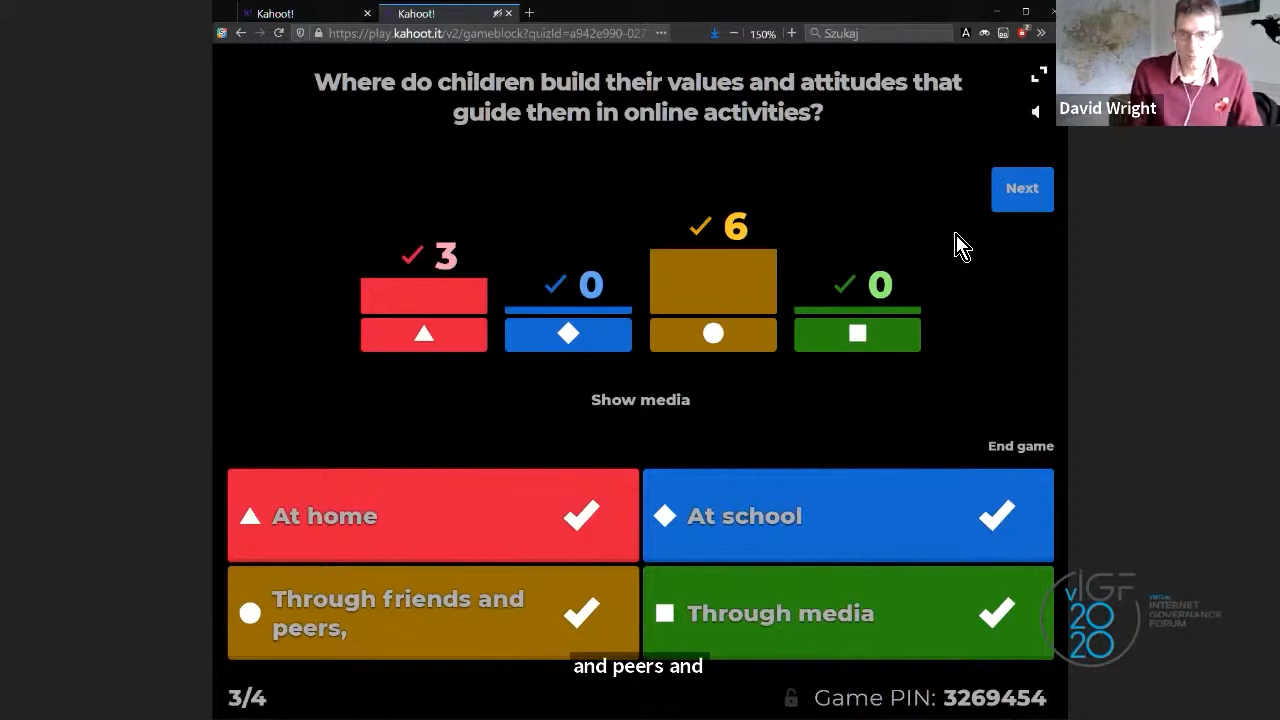 Kahoot!
Kahoot!
https://play.kahoot.it/v2/gameblock?quizId=a942e990-027
150%
Szukaj
Where do children build their values and attitudes that
guide them in online activities?
David Wright
Next
3
0
6
0
Show media
End game
At home
At school
Through friends and
peers,
Through media
and peers and
vIGF
2020
VIRTUAL
INTERNET
GOVERNANCE
FORUM
3/4
Game PIN: 3269454